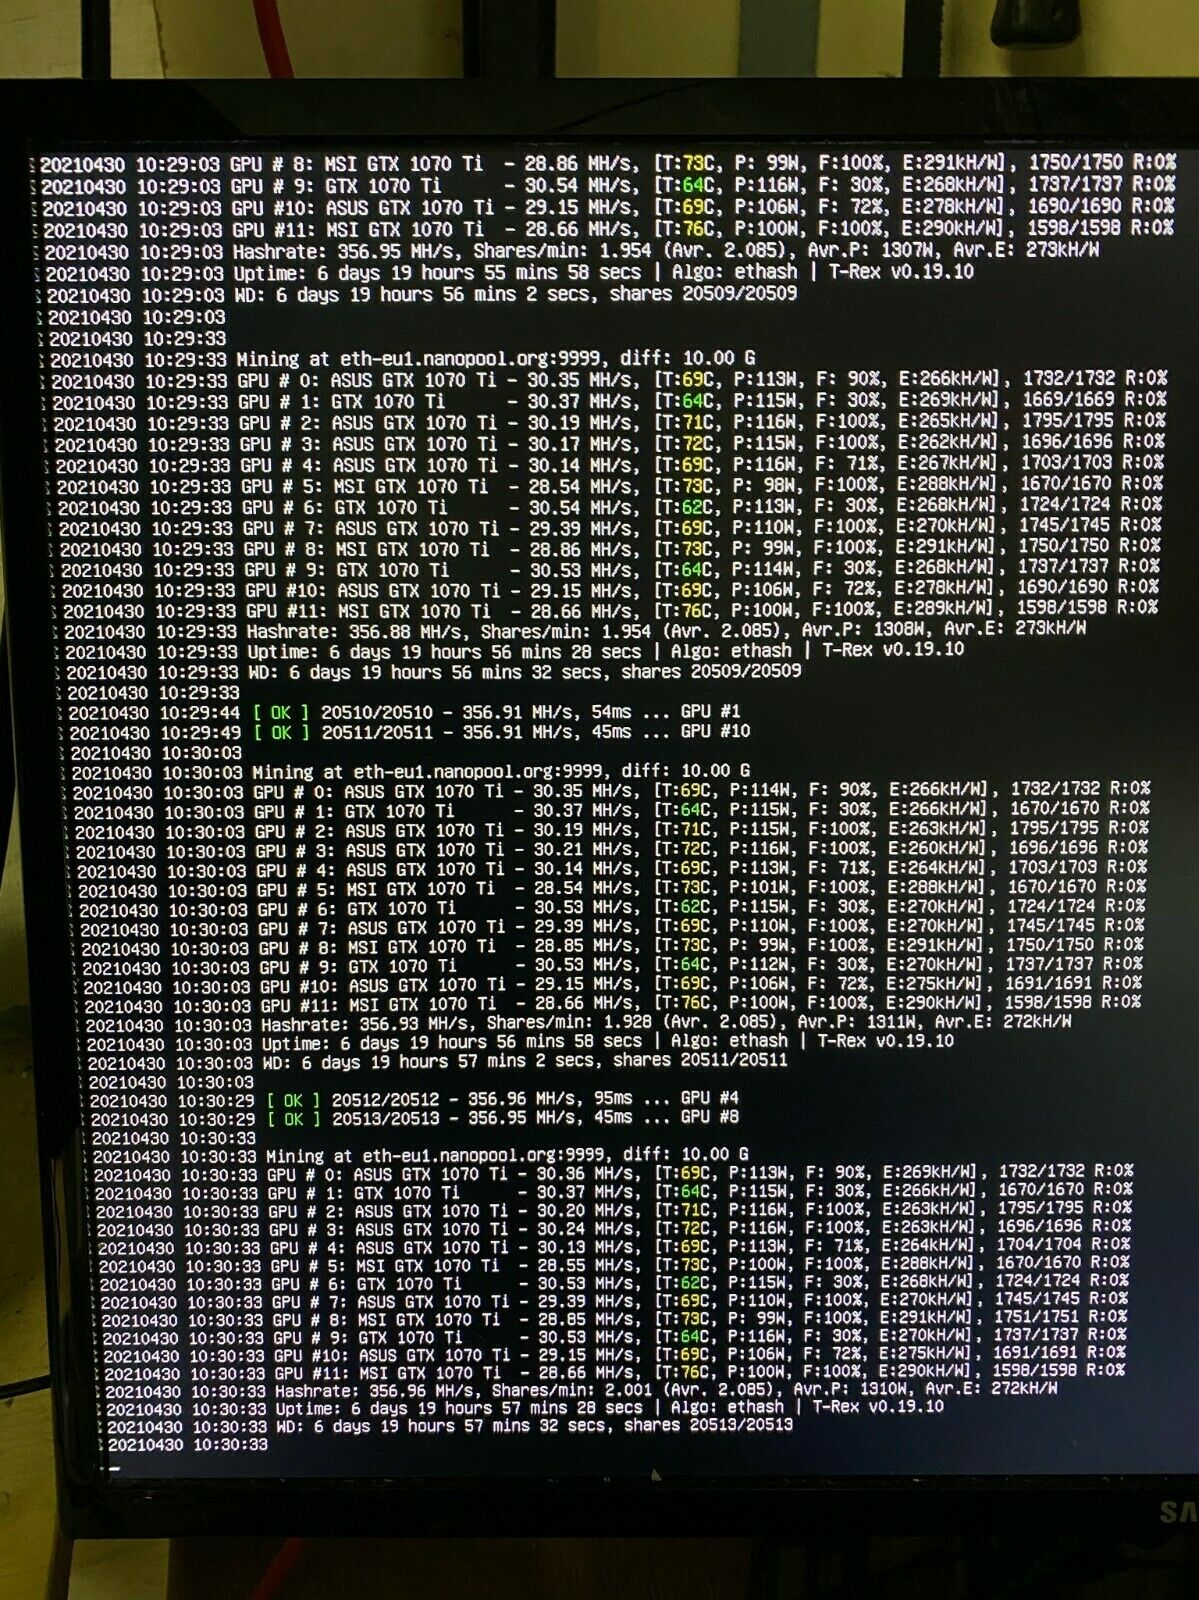 20210430 10:29:03 GPU # 8: MSI GTX 1070 Ti - 28.86 MH/s, [T:73C, P: 99W, F:100%, E:291kH/W], 1750/1750 R:0%
20210430 10:29:03 GPU # 9: GTX 1070 Ti - 30.54 MH/s, [T:64C, P:116W, F: 30%, E:268kH/W], 1737/1737 R:0%
20210430 10:29:03 GPU #10: ASUS GTX 1070 Ti - 29.15 MH/s, [T:69C, P:106W, F: 72%, E:278kH/W], 1690/1690 R:0%
20210430 10:29:03 GPU #11: MSI GTX 1070 Ti - 28.66 MH/s, [T:76C, P:100W, F:100%, E:290kH/W], 1598/1598 R:0%
20210430 10:29:03 Hashrate: 356.95 MH/s, Shares/min: 1.954 (Avr. 2.085), Avr.P: 1307W, Avr.E: 273kH/W
20210430 10:29:03 Uptime: 6 days 19 hours 55 mins 58 secs | Algo: ethash | T-Rex v0.19.10
20210430 10:29:03 WD: 6 days 19 hours 56 mins 2 secs, shares 20509/20509
20210430 10:29:03
20210430 10:29:33
20210430 10:29:33 Mining at eth-eu1.nanopool.org:9999, diff: 10.00 G
20210430 10:29:33 GPU # 0: ASUS GTX 1070 Ti - 30.35 MH/s, [T:69C, P:113W, F: 90%, E:266kH/W], 1732/1732 R:0%
20210430 10:29:33 GPU # 1: GTX 1070 Ti - 30.37 MH/s, [T:64C, P:115W, F: 30%, E:269kH/W], 1669/1669 R:0%
20210430 10:29:33 GPU # 2: ASUS GTX 1070 Ti - 30.19 MH/s, [T:71C, P:116W, F:100%, E:265kH/W], 1795/1795 R:0%
20210430 10:29:33 GPU # 3: ASUS GTX 1070 Ti - 30.17 MH/s, [T:72C, P:115W, F:100%, E:262kH/W], 1696/1696 R:0%
20210430 10:29:33 GPU # 4: ASUS GTX 1070 Ti - 30.14 MH/s, [T:69C, P:116W, F: 71%, E:267kH/W], 1703/1703 R:0%
20210430 10:29:33 GPU # 5: MSI GTX 1070 Ti - 28.54 MH/s, [T:73C, P: 98W, F:100%, E:288kH/W], 1670/1670 R:0%
20210430 10:29:33 GPU # 6: GTX 1070 Ti - 30.54 MH/s, [T:62C, P:113W, F: 30%, E:268kH/W], 1724/1724 R:0%
20210430 10:29:33 GPU # 7: ASUS GTX 1070 Ti - 29.39 MH/s, [T:69C, P:110W, F:100%, E:270kH/W], 1745/1745 R:0%
20210430 10:29:33 GPU # 8: MSI GTX 1070 Ti - 28.86 MH/s, [T:73C, P: 99W, F:100%, E:291kH/W], 1750/1750 R:0%
20210430 10:29:33 GPU # 9: GTX 1070 Ti - 30.53 MH/s, [T:64C, P:114W, F: 30%, E:268kH/W], 1737/1737 R:0%
20210430 10:29:33 GPU #10: ASUS GTX 1070 Ti - 29.15 MH/s, [T:69C, P:106W, F: 72%, E:278kH/W], 1690/1690 R:0%
20210430 10:29:33 GPU #11: MSI GTX 1070 Ti - 28.66 MH/s, [T:76C, P:100W, F:100%, E:289kH/W], 1598/1598 R:0%
20210430 10:29:33 Hashrate: 356.88 MH/s, Shares/min: 1.954 (Avr. 2.085), Avr.P: 1308W, Avr.E: 273kH/W
20210430 10:29:33 Uptime: 6 days 19 hours 56 mins 28 secs | Algo: ethash | T-Rex v0.19.10
20210430 10:29:33 WD: 6 days 19 hours 56 mins 32 secs, shares 20509/20509
20210430 10:29:33
20210430 10:29:44 [ OK ] 20510/20510 - 356.91 MH/s, 54ms ... GPU #1
20210430 10:29:49 [ OK ] 20511/20511 - 356.91 MH/s, 45ms ... GPU #10
20210430 10:30:03
20210430 10:30:03 Mining at eth-eu1.nanopool.org:9999, diff: 10.00 G
20210430 10:30:03 GPU # 0: ASUS GTX 1070 Ti - 30.35 MH/s, [T:69C, P:114W, F: 90%, E:266kH/W], 1732/1732 R:0%
20210430 10:30:03 GPU # 1: GTX 1070 Ti - 30.37 MH/s, [T:64C, P:115W, F: 30%, E:266kH/W], 1670/1670 R:0%
20210430 10:30:03 GPU # 2: ASUS GTX 1070 Ti - 30.19 MH/s, [T:71C, P:115W, F:100%, E:263kH/W], 1795/1795 R:0%
20210430 10:30:03 GPU # 3: ASUS GTX 1070 Ti - 30.21 MH/s, [T:72C, P:116W, F:100%, E:260kH/W], 1696/1696 R:0%
20210430 10:30:03 GPU # 4: ASUS GTX 1070 Ti - 30.14 MH/s, [T:69C, P:113W, F: 71%, E:264kH/W], 1703/1703 R:0%
20210430 10:30:03 GPU # 5: MSI GTX 1070 Ti - 28.54 MH/s, [T:73C, P:101W, F:100%, E:288kH/W], 1670/1670 R:0%
20210430 10:30:03 GPU # 6: GTX 1070 Ti - 30.53 MH/s, [T:62C, P:115W, F: 30%, E:270kH/W], 1724/1724 R:0%
20210430 10:30:03 GPU # 7: ASUS GTX 1070 Ti - 29.39 MH/s, [T:69C, P:110W, F:100%, E:270kH/W], 1745/1745 R:0%
20210430 10:30:03 GPU # 8: MSI GTX 1070 Ti - 28.85 MH/s, [T:73C, P: 99W, F:100%, E:291kH/W], 1750/1750 R:0%
20210430 10:30:03 GPU # 9: GTX 1070 Ti - 30.53 MH/s, [T:64C, P:112W, F: 30%, E:270kH/W], 1737/1737 R:0%
20210430 10:30:03 GPU #10: ASUS GTX 1070 Ti - 29.15 MH/s, [T:69C, P:106W, F: 72%, E:275kH/W], 1691/1691 R:0%
20210430 10:30:03 GPU #11: MSI GTX 1070 Ti - 28.66 MH/s, [T:76C, P:100W, F:100%, E:290kH/W], 1598/1598 R:0%
20210430 10:30:03 Hashrate: 356.93 MH/s, Shares/min: 1.928 (Avr. 2.085), Avr.P: 1311W, Avr.E: 272kH/W
20210430 10:30:03 Uptime: 6 days 19 hours 56 mins 58 secs | Algo: ethash | T-Rex v0.19.10
20210430 10:30:03 WD: 6 days 19 hours 57 mins 2 secs, shares 20511/20511
20210430 10:30:03
20210430 10:30:29 [ OK ] 20512/20512 - 356.96 MH/s, 95ms ... GPU #4
20210430 10:30:29 [ OK ] 20513/20513 - 356.95 MH/s, 45ms ... GPU #8
20210430 10:30:33
20210430 10:30:33 Mining at eth-eu1.nanopool.org:9999, diff: 10.00 G
20210430 10:30:33 GPU # 0: ASUS GTX 1070 Ti - 30.36 MH/s, [T:69C, P:113W, F: 90%, E:269kH/W], 1732/1732 R:0%
20210430 10:30:33 GPU # 1: GTX 1070 Ti - 30.37 MH/s, [T:64C, P:115W, F: 30%, E:266kH/W], 1670/1670 R:0%
20210430 10:30:33 GPU # 2: ASUS GTX 1070 Ti - 30.20 MH/s, [T:71C, P:116W, F:100%, E:263kH/W], 1795/1795 R:0%
20210430 10:30:33 GPU # 3: ASUS GTX 1070 Ti - 30.24 MH/s, [T:72C, P:116W, F:100%, E:263kH/W], 1696/1696 R:0%
20210430 10:30:33 GPU # 4: ASUS GTX 1070 Ti - 30.13 MH/s, [T:69C, P:113W, F: 71%, E:264kH/W], 1704/1704 R:0%
20210430 10:30:33 GPU # 5: MSI GTX 1070 Ti - 28.55 MH/s, [T:73C, P:100W, F:100%, E:288kH/W], 1670/1670 R:0%
20210430 10:30:33 GPU # 6: GTX 1070 Ti - 30.53 MH/s, [T:62C, P:115W, F: 30%, E:268kH/W], 1724/1724 R:0%
20210430 10:30:33 GPU # 7: ASUS GTX 1070 Ti - 29.39 MH/s, [T:69C, P:110W, F:100%, E:270kH/W], 1745/1745 R:0%
20210430 10:30:33 GPU # 8: MSI GTX 1070 Ti - 28.85 MH/s, [T:73C, P: 99W, F:100%, E:291kH/W], 1751/1751 R:0%
20210430 10:30:33 GPU # 9: GTX 1070 Ti - 30.53 MH/s, [T:64C, P:116W, F: 30%, E:270kH/W], 1737/1737 R:0%
20210430 10:30:33 GPU #10: ASUS GTX 1070 Ti - 29.15 MH/s, [T:69C, P:106W, F: 72%, E:275kH/W], 1691/1691 R:0%
20210430 10:30:33 GPU #11: MSI GTX 1070 Ti - 28.66 MH/s, [T:76C, P:100W, F:100%, E:290kH/W], 1598/1598 R:0%
20210430 10:30:33 Hashrate: 356.96 MH/s, Shares/min: 2.001 (Avr. 2.085), Avr.P: 1310W, Avr.E: 272kH/W
20210430 10:30:33 Uptime: 6 days 19 hours 57 mins 28 secs | Algo: ethash | T-Rex v0.19.10
20210430 10:30:33 WD: 6 days 19 hours 57 mins 32 secs, shares 20513/20513
20210430 10:30:33